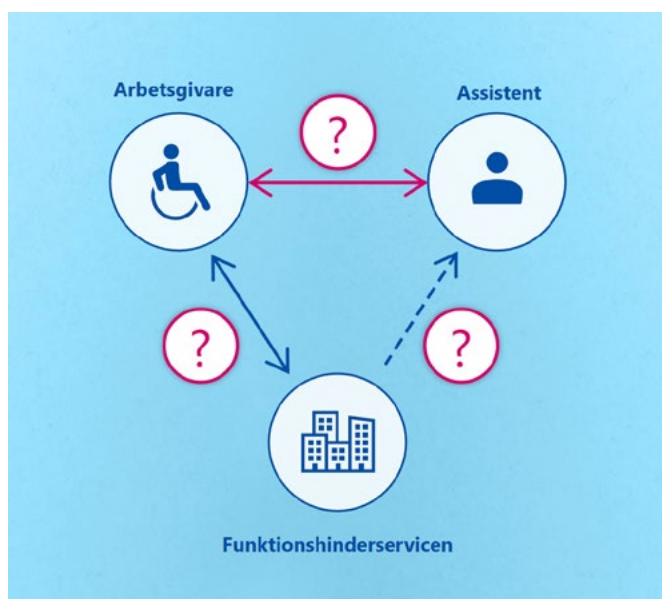 Arbetsgivare
Assistent
?
?
?
Funktionshinderservicen